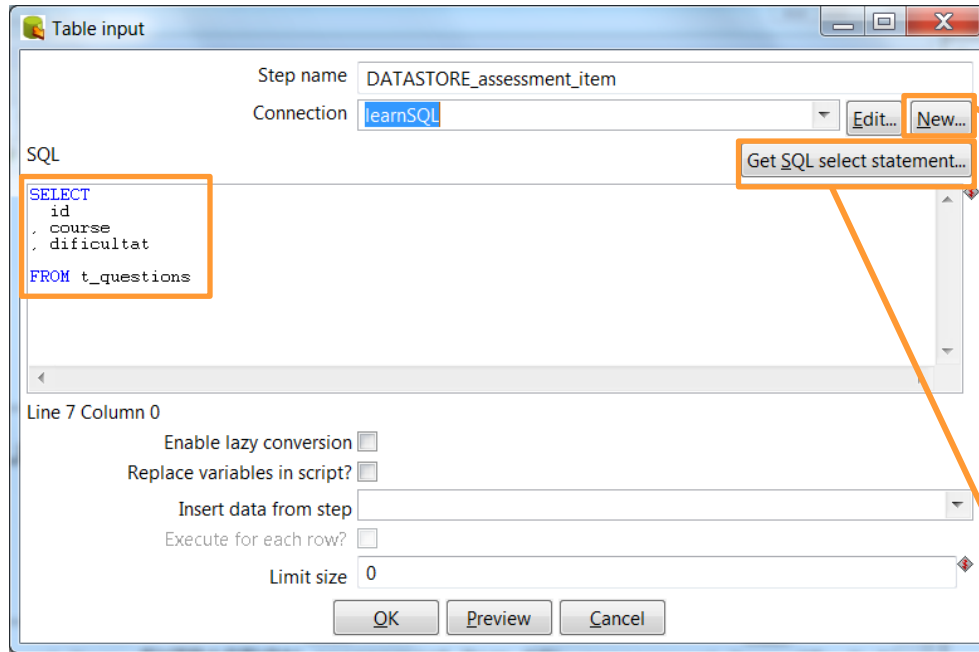 Table input
Step name DATASTORE_assessment_item
Connection learnSQL Edit... New...
SQL Get SQL select statement...
SELECT
id
, course
, dificultat
FROM t_questions
Line 7 Column 0
Enable lazy conversion
Replace variables in script?
Insert data from step
Execute for each row?
Limit size 0
OK Preview Cancel